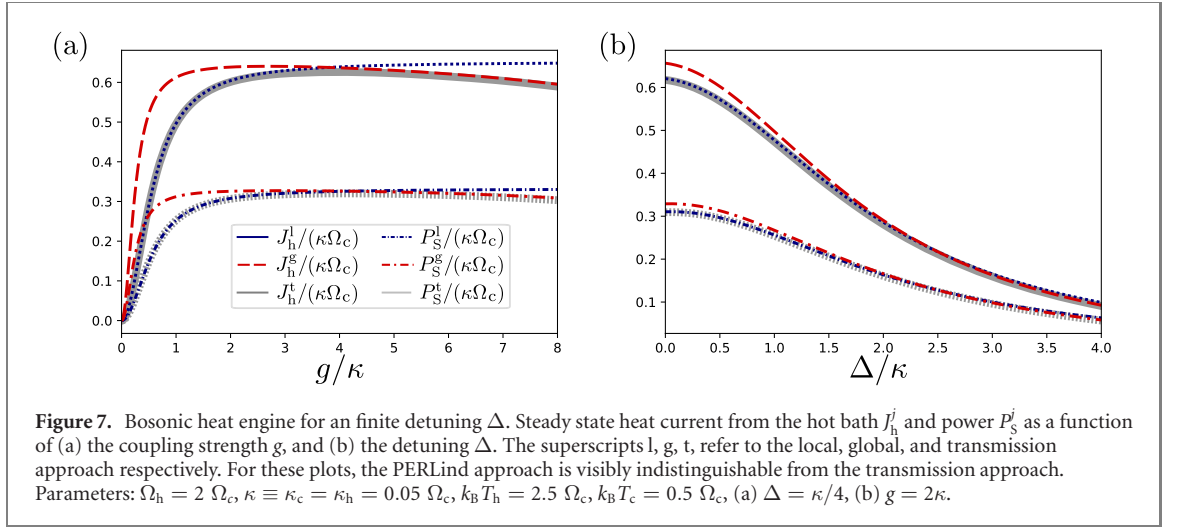 (a)
(b)
0.6
0.5
0.4
0.3
0.2
0.1
0.0
0 1 2 3 4 5 6 7 8
g/κ
J_h^l/(κΩ_c) P_S^l/(κΩ_c)
J_h^g/(κΩ_c) P_S^g/(κΩ_c)
J_h^t/(κΩ_c) P_S^t/(κΩ_c)
0.6
0.5
0.4
0.3
0.2
0.1
0.0 0.5 1.0 1.5 2.0 2.5 3.0 3.5 4.0
Δ/κ
Figure 7. Bosonic heat engine for an finite detuning Δ. Steady state heat current from the hot bath J_h^j and power P_S^j as a function
of (a) the coupling strength g, and (b) the detuning Δ. The superscripts l, g, t, refer to the local, global, and transmission
approach respectively. For these plots, the PERLind approach is visibly indistinguishable from the transmission approach.
Parameters: Ω_h = 2 Ω_c, κ ≡ κ_c = κ_h = 0.05 Ω_c, k_B T_h = 2.5 Ω_c, k_B T_c = 0.5 Ω_c, (a) Δ = κ/4, (b) g = 2κ.